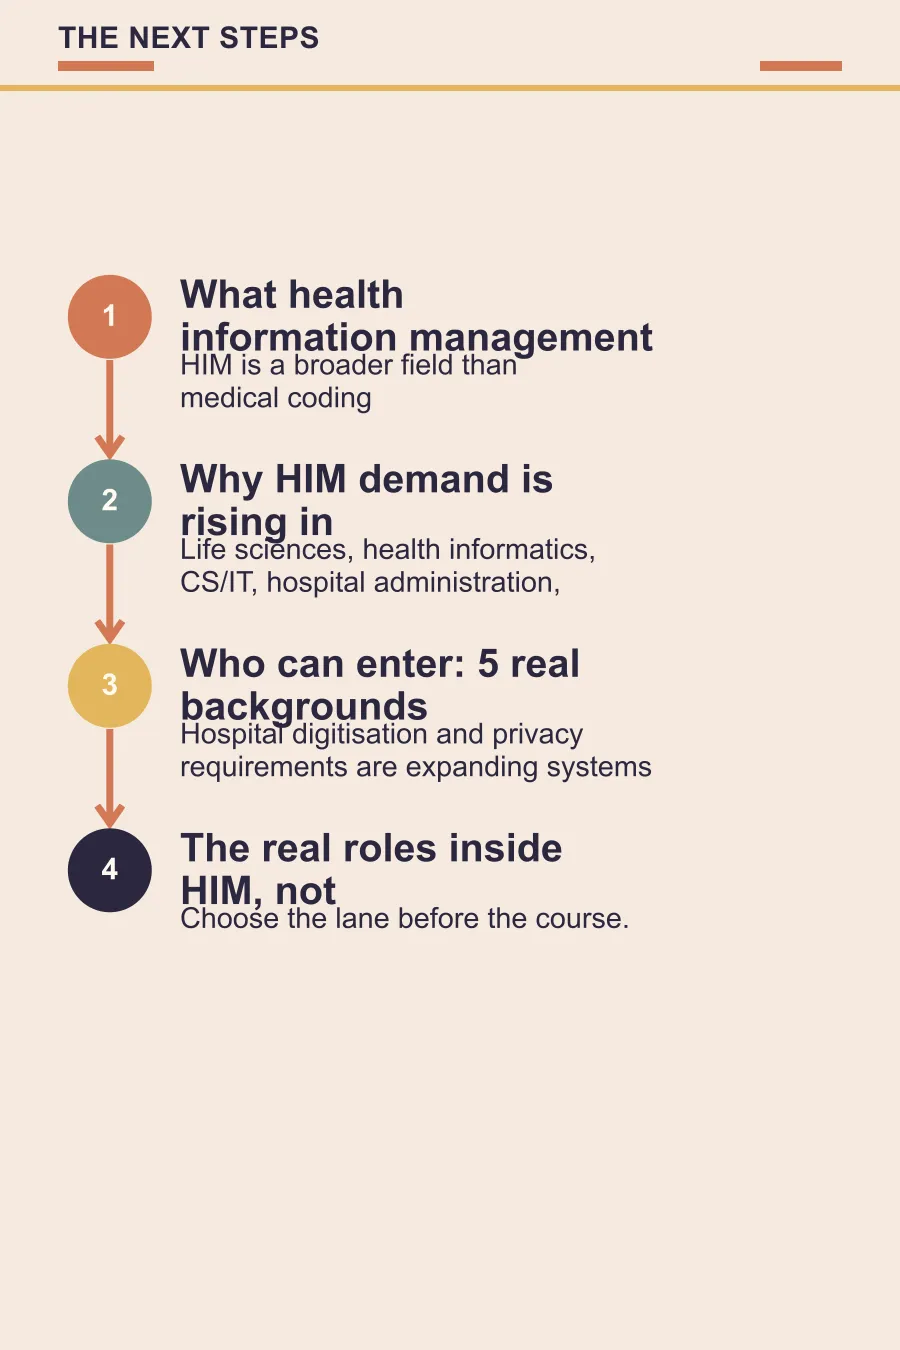 THE NEXT STEPS
1
What health
information management
HIM is a broader field than
medical coding
2
Why HIM demand is
rising in
Life sciences, health informatics,
CS/IT, hospital administration,
3
Who can enter: 5 real
backgrounds
Hospital digitisation and privacy
requirements are expanding systems
4
The real roles inside
HIM, not
Choose the lane before the course.